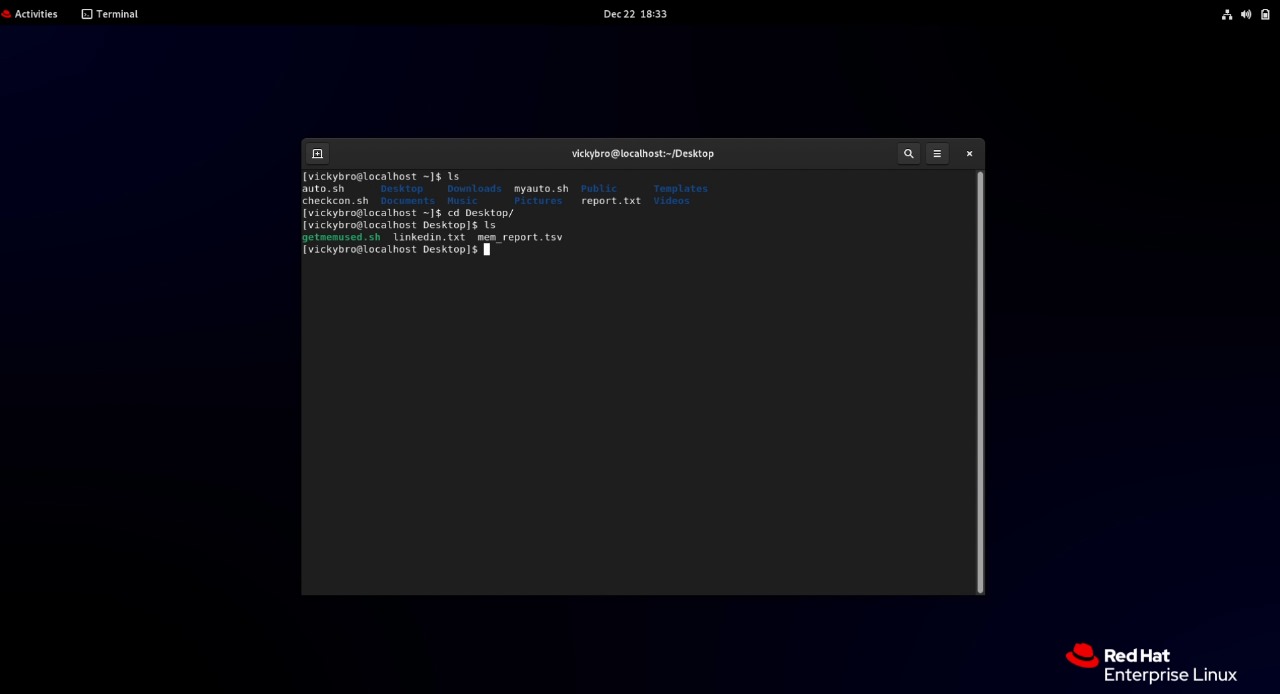 Activities Terminal Dec 22 18:33
vickybro@localhost:~/Desktop
[vickybro@localhost ~]$ ls
auto.sh Desktop Downloads myauto.sh Public Templates
checkcon.sh Documents Music Pictures report.txt Videos
[vickybro@localhost ~]$ cd Desktop/
[vickybro@localhost Desktop]$ ls
getmemused.sh linkedin.txt mem_report.tsv
[vickybro@localhost Desktop]$
Red Hat
Enterprise Linux